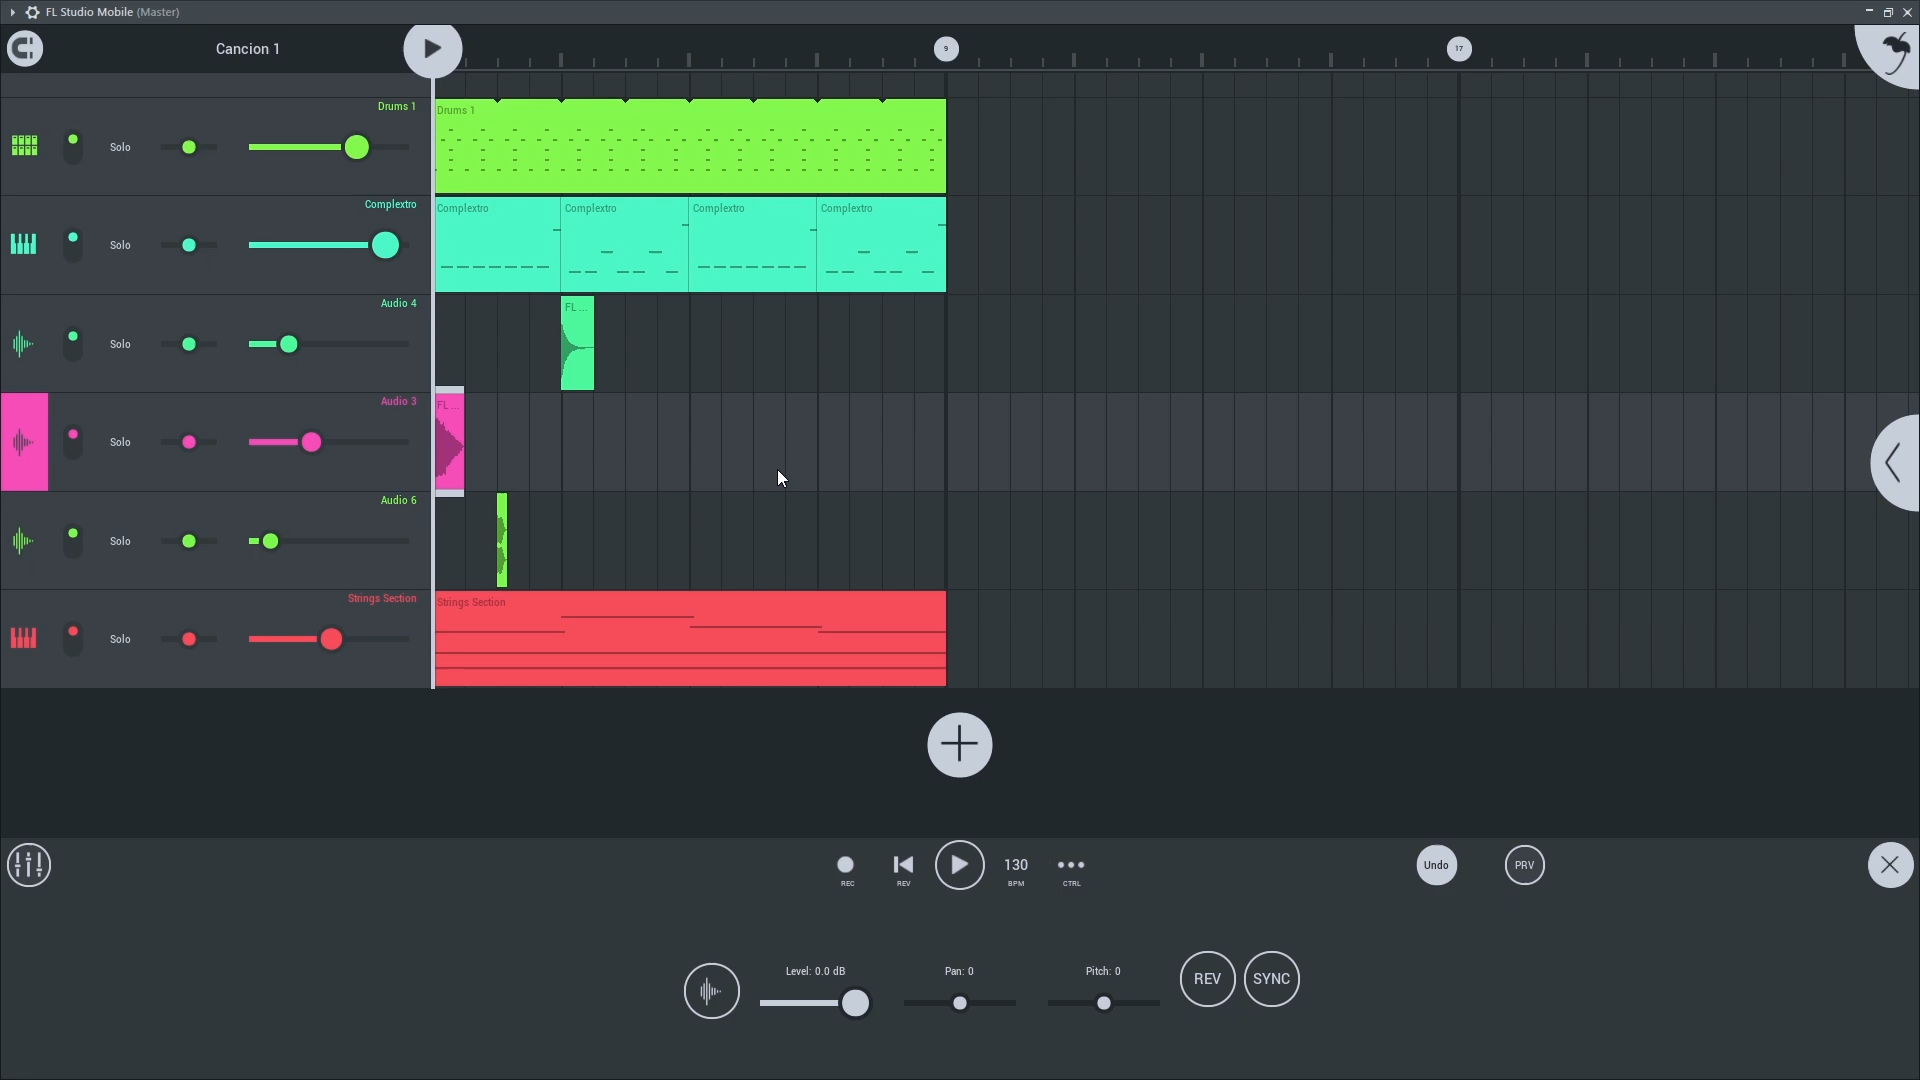 FL Studio Mobile (Master)
Cancion 1
9
17
Drums 1
Solo
Drums 1
Complextro
Solo
Complextro
Complextro
Complextro
Complextro
Audio 4
Solo
FL ...
Audio 3
Solo
FL ...
Audio 6
Solo
Strings Section
Solo
Strings Section
REC
REV
130
BPM
CTRL
Undo
PRV
Level: 0.0 dB
Pan: 0
Pitch: 0
REV
SYNC